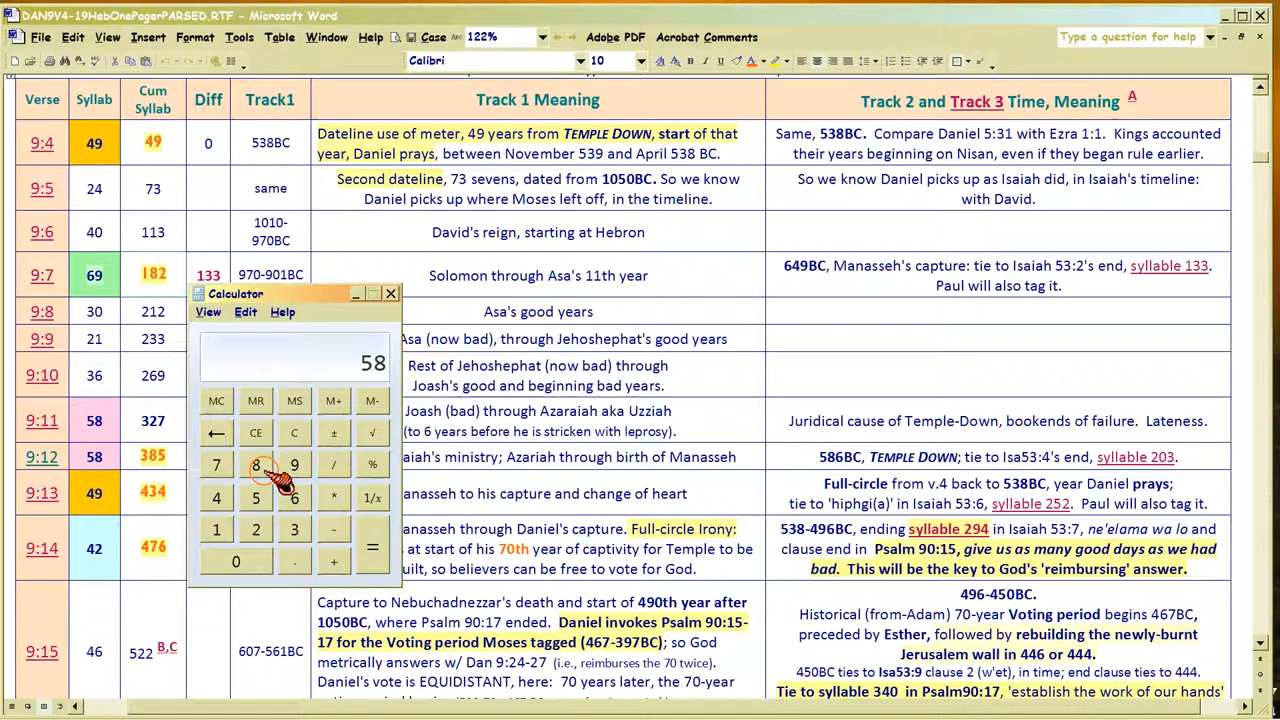 DAN9V4-19HebOnePagerPARSED.RTF - Microsoft Word
File Edit View Insert Format Tools Table Window Help Case 122% Adobe PDF Acrobat Comments Type a question for help
Calibri 10
Verse Syllab Cum Syllab Diff Track1 Track 1 Meaning Track 2 and Track 3 Time, Meaning A
9:4 49 49 0 538BC
Dateline use of meter, 49 years from TEMPLE DOWN, start of that
year, Daniel prays, between November 539 and April 538 BC.
Same, 538BC. Compare Daniel 5:31 with Ezra 1:1. Kings accounted
their years beginning on Nisan, even if they began rule earlier.
9:5 24 73 same
Second dateline, 73 sevens, dated from 1050BC. So we know
Daniel picks up where Moses left off, in the timeline.
So we know Daniel picks up as Isaiah did, in Isaiah's timeline:
with David.
9:6 40 113
1010-
970BC
David's reign, starting at Hebron
9:7 69 182 133 970-901BC Solomon through Asa's 11th year
649BC, Manasseh's capture: tie to Isaiah 53:2's end, syllable 133.
Paul will also tag it.
9:8 30 212 Asa's good years
9:9 21 233 Asa (now bad), through Jehoshephat's good years
9:10 36 269
Rest of Jehoshephat (now bad) through
Joash's good and beginning bad years.
9:11 58 327
Joash (bad) through Azaraiah aka Uzziah
(to 6 years before he is stricken with leprosy).
Juridical cause of Temple-Down, bookends of failure. Lateness.
9:12 58 385 aiah's ministry; Azariah through birth of Manasseh
586BC, TEMPLE DOWN; tie to Isa53:4's end, syllable 203.
9:13 49 434 anasseh to his capture and change of heart
Full-circle from v.4 back to 538BC, year Daniel prays;
tie to 'hiphgi(a)' in Isaiah 53:6, syllable 252. Paul will also tag it.
9:14 42 476
anasseh through Daniel's capture. Full-circle Irony:
s at start of his 70th year of captivity for Temple to be
uilt, so believers can be free to vote for God.
538-496BC, ending syllable 294 in Isaiah 53:7, ne'elama wa lo and
clause end in Psalm 90:15, give us as many good days as we had
bad. This will be the key to God's 'reimbursing' answer.
9:15 46 522 B,C 607-561BC
Capture to Nebuchadnezzar's death and start of 490th year after
1050BC, where Psalm 90:17 ended. Daniel invokes Psalm 90:15-
17 for the Voting period Moses tagged (467-397BC); so God
metrically answers w/ Dan 9:24-27 (i.e., reimburses the 70 twice).
Daniel's vote is EQUIDISTANT, here: 70 years later, the 70-year
496-450BC.
Historical (from-Adam) 70-year Voting period begins 467BC,
preceded by Esther, followed by rebuilding the newly-burnt
Jerusalem wall in 446 or 444.
450BC ties to Isa53:9 clause 2 (w'et), in time; end clause ties to 444.
Tie to syllable 340 in Psalm90:17, 'establish the work of our hands'
Calculator
View Edit Help
58
MC MR MS M+ M-
← CE C ± √
7 8 9 / %
4 5 6 * 1/x
1 2 3 - =
0 . +